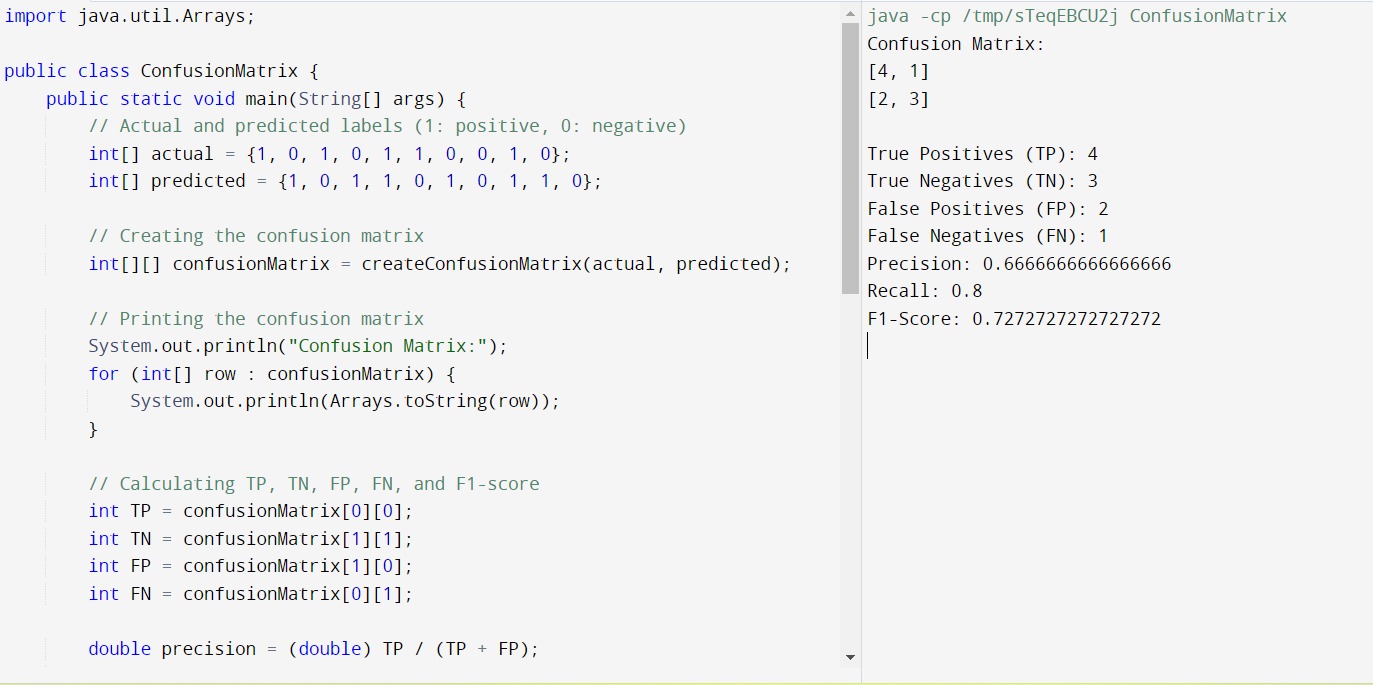 import java.util.Arrays;
public class ConfusionMatrix {
public static void main(String[] args) {
// Actual and predicted labels (1: positive, 0: negative)
int[] actual = {1, 0, 1, 0, 1, 1, 0, 0, 1, 0};
int[] predicted = {1, 0, 1, 1, 0, 1, 0, 1, 1, 0};
// Creating the confusion matrix
int[][] confusionMatrix = createConfusionMatrix(actual, predicted);
// Printing the confusion matrix
System.out.println("Confusion Matrix:");
for (int[] row : confusionMatrix) {
System.out.println(Arrays.toString(row));
}
// Calculating TP, TN, FP, FN, and F1-score
int TP = confusionMatrix[0][0];
int TN = confusionMatrix[1][1];
int FP = confusionMatrix[1][0];
int FN = confusionMatrix[0][1];
double precision = (double) TP / (TP + FP);
java -cp /tmp/sTeqEBCU2j ConfusionMatrix
Confusion Matrix:
[4, 1]
[2, 3]
True Positives (TP): 4
True Negatives (TN): 3
False Positives (FP): 2
False Negatives (FN): 1
Precision: 0.6666666666666666
Recall: 0.8
F1-Score: 0.7272727272727272